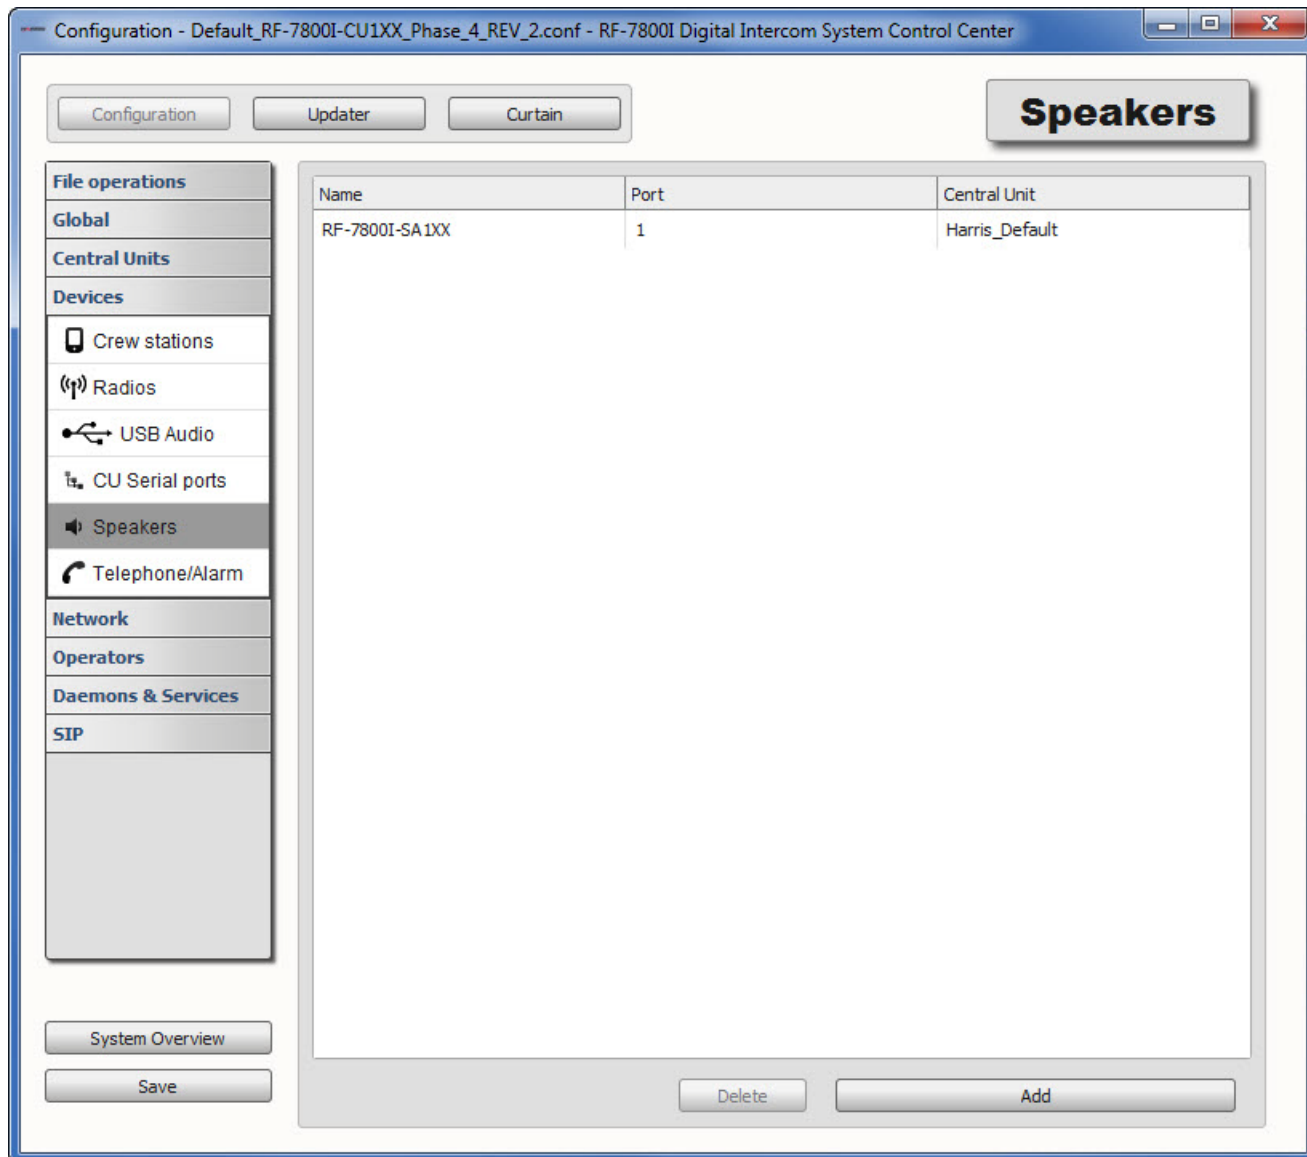 Configuration - Default_RF-7800I-CU1XX_Phase_4_REV_2.conf - RF-7800I Digital Intercom System Control Center
Configuration Updater Curtain
Speakers
File operations
Global
Central Units
Devices
Crew stations
Radios
USB Audio
CU Serial ports
Speakers
Telephone/Alarm
Network
Operators
Daemons & Services
SIP
Name Port Central Unit
RF-7800I-SA1XX 1 Harris_Default
System Overview
Save
Delete Add